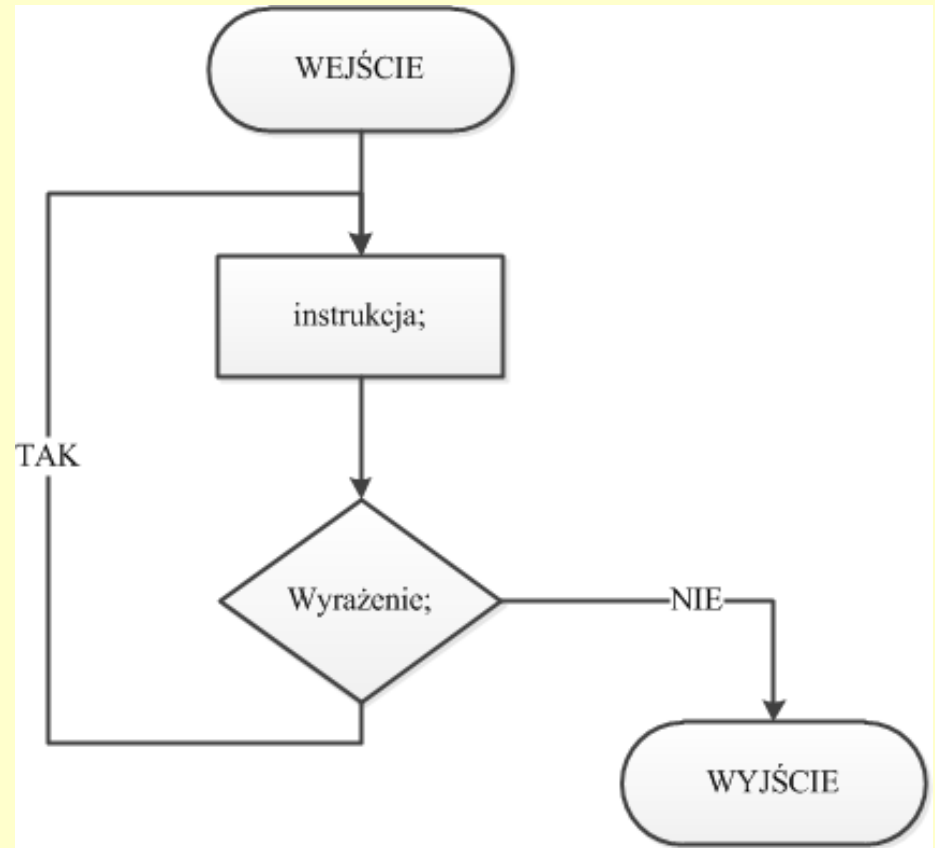 WEJŚCIE
instrukcja;
TAK
Wyrażenie;
NIE
WYJŚCIE